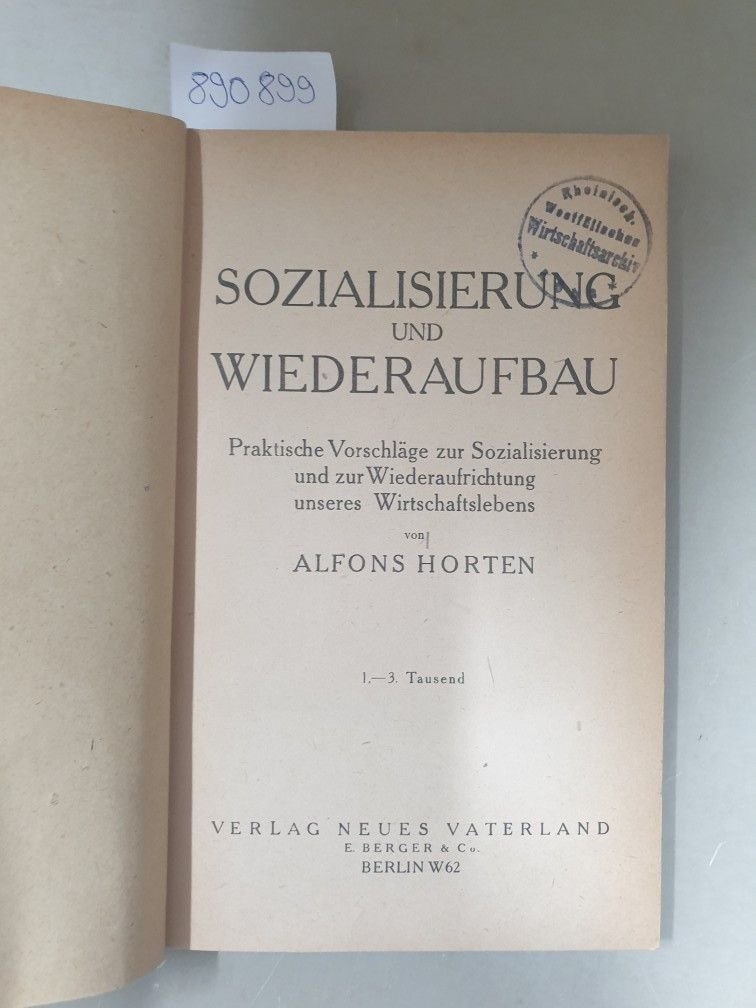 890899
Rheinisch.
Westfälisches
Wirtschaftsarchiv
SOZIALISIERUNG
UND
WIEDERAUFBAU
Praktische Vorschläge zur Sozialisierung
und zur Wiederaufrichtung
unseres Wirtschaftslebens
von
ALFONS HORTEN
1.—3. Tausend
VERLAG NEUES VATERLAND
E. BERGER & Co.
BERLIN W62